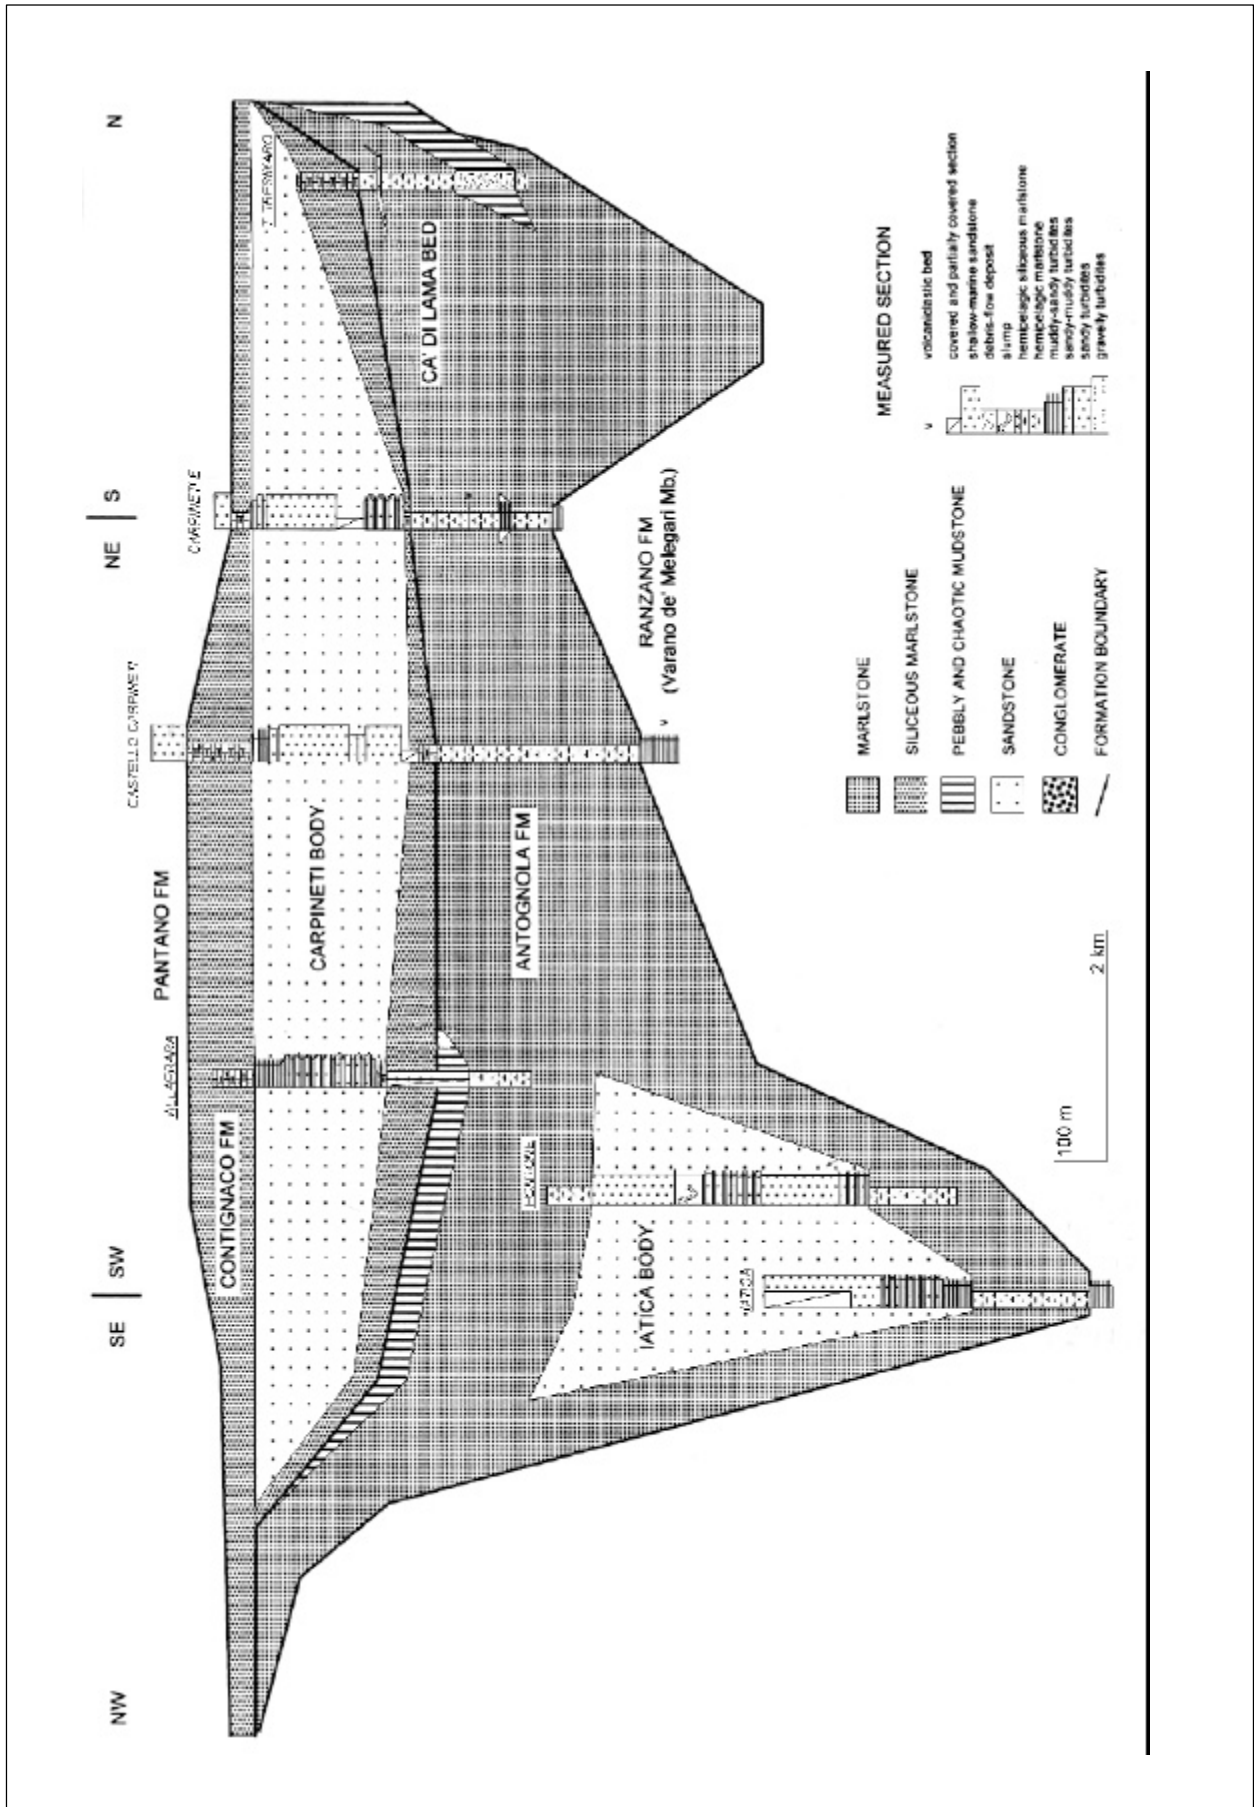 NW
SE | SW
NE | S
N
PANTANO FM
CASTELLO CARPINETI
CARPINETI E
CONTIGNACO FM
CARPINETI BODY
CA' DI LAMA BED
ANTOGNOLA FM
IATICA BODY
IATICA
RANZANO FM
(Varano de' Melegari Mb.)
v
100 m
2 km
MARLSTONE
SILICEOUS MARLSTONE
PEBBLY AND CHAOTIC MUDSTONE
SANDSTONE
CONGLOMERATE
FORMATION BOUNDARY
MEASURED SECTION
v volcaniclastic bed
covered and partially covered section
shallow-marine sandstone
debris-flow deposit
slump
hemipelagic siliceous marlstone
hemipelagic marlstone
muddy-sandy turbidites
sandy-muddy turbidites
sandy turbidites
gravelly turbidites